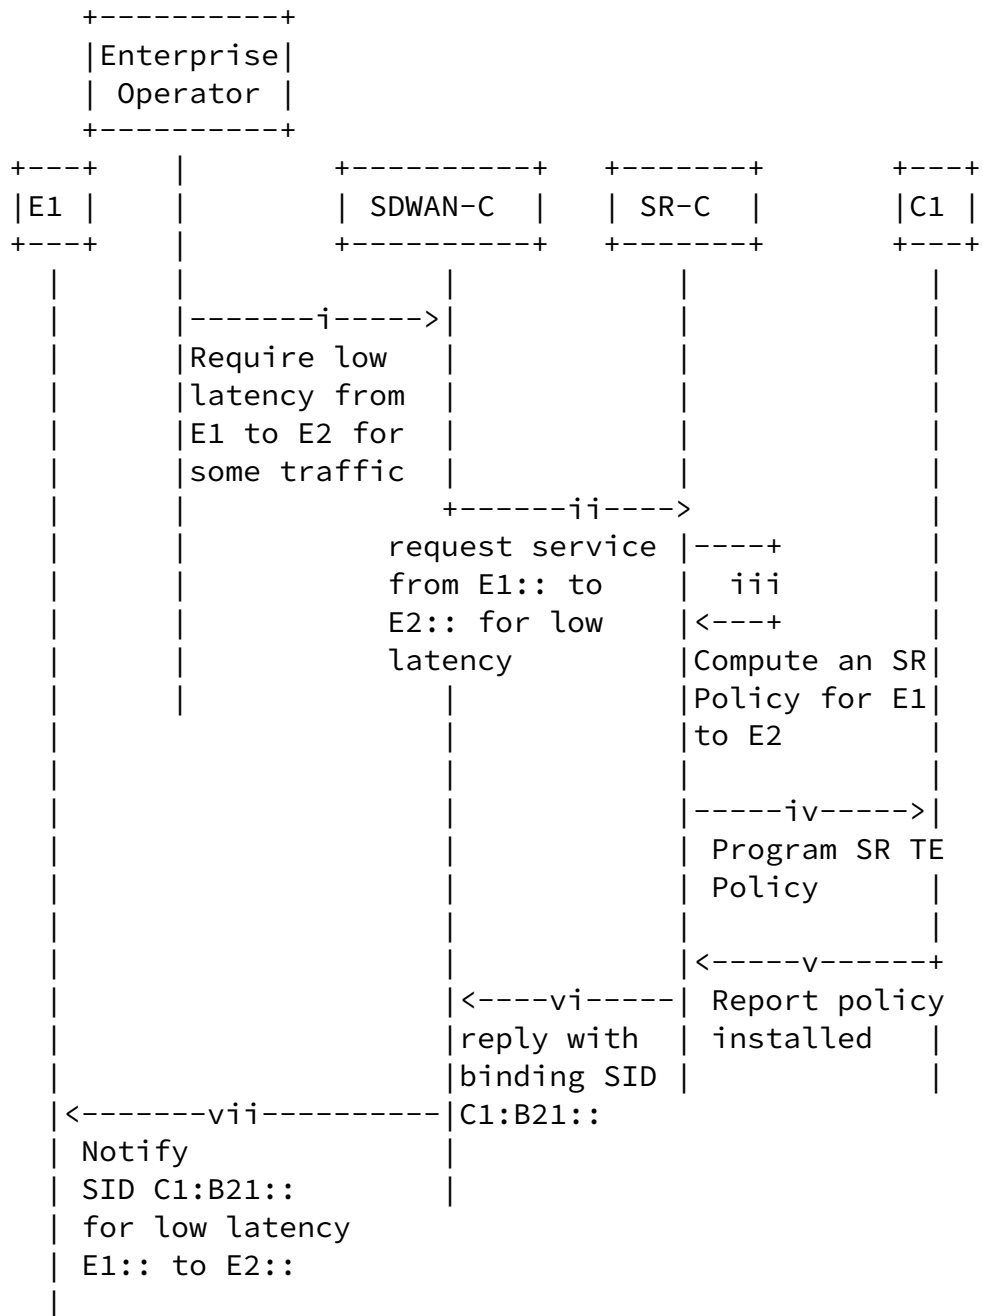 +----------+
|Enterprise|
| Operator |
+----------+
+---+    |        +----------+   +-------+       +---+
|E1 |    |        | SDWAN-C  |   | SR-C  |       |C1 |
+---+    |        +----------+   +-------+       +---+
  |      |              |            |             |
  |      |-------i----->|            |             |
  |      |Require low   |            |             |
  |      |latency from  |            |             |
  |      |E1 to E2 for  |            |             |
  |      |some traffic  |            |             |
  |      |              +------ii---->             |
  |      |           request service |----+        |
  |      |           from E1:: to    |  iii        |
  |      |           E2:: for low    |<---+        |
  |      |           latency         |Compute an SR|
  |      |              |            |Policy for E1|
  |                     |            |to E2        |
  |                     |            |             |
  |                     |            |-----iv----->|
  |                     |            | Program SR TE
  |                     |            | Policy      |
  |                     |            |             |
  |                     |            |<-----v------+
  |                     |<----vi-----| Report policy
  |                     |reply with  | installed   |
  |                     |binding SID |             |
  |<-------vii----------|C1:B21::
  | Notify              |
  | SID C1:B21::        |
  | for low latency
  | E1:: to E2::
  |